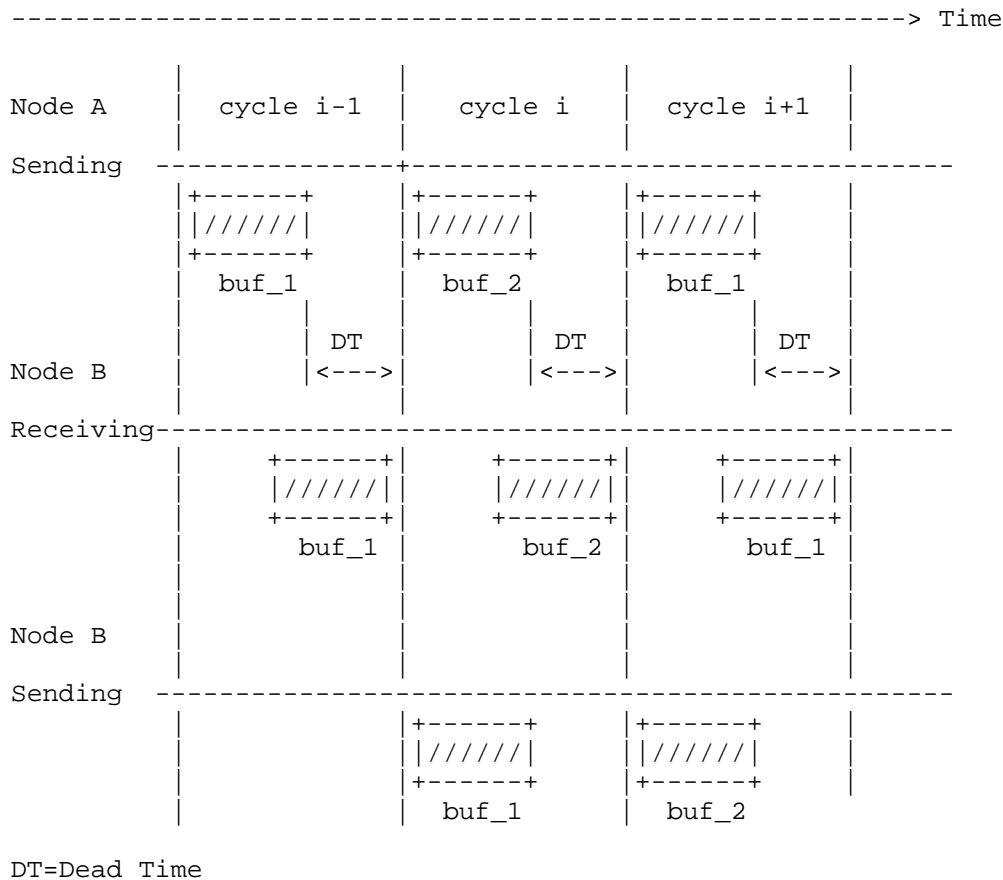 Time
Node A cycle i-1 cycle i cycle i+1
Sending
buf_1 buf_2 buf_1
DT DT DT
Node B
Receiving
buf_1 buf_2 buf_1
Node B
Sending
buf_1 buf_2
DT=Dead Time